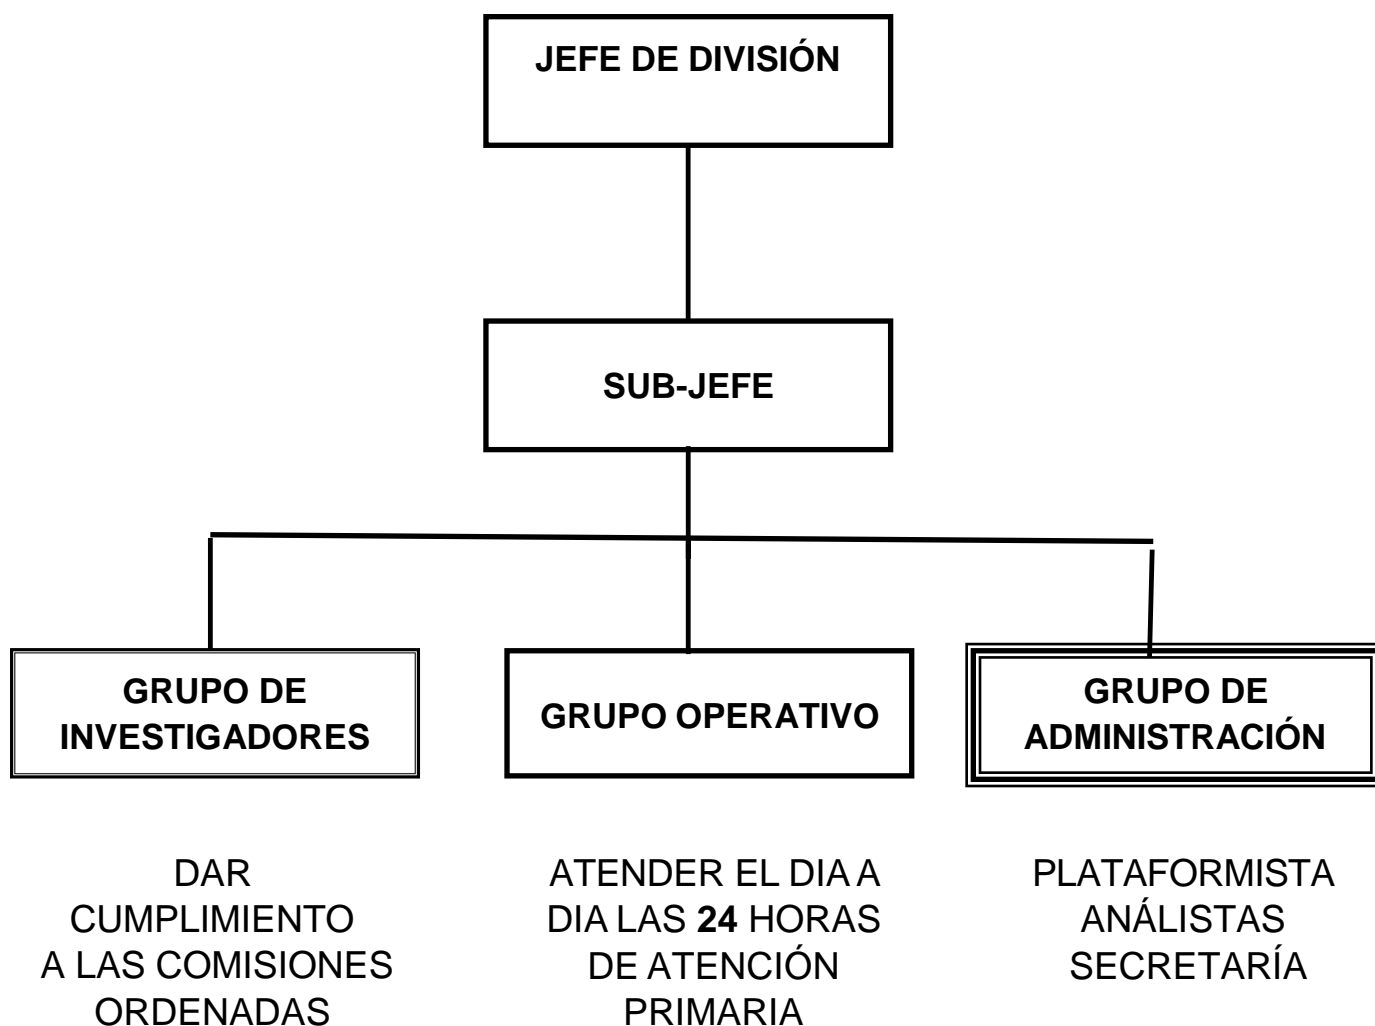 JEFE DE DIVISIÓN
SUB-JEFE
GRUPO DE
INVESTIGADORES
GRUPO OPERATIVO
GRUPO DE
ADMINISTRACIÓN
DAR
CUMPLIMIENTO
A LAS COMISIONES
ORDENADAS
ATENDER EL DIA A
DIA LAS 24 HORAS
DE ATENCIÓN
PRIMARIA
PLATAFORMISTA
ANÁLISTAS
SECRETARÍA